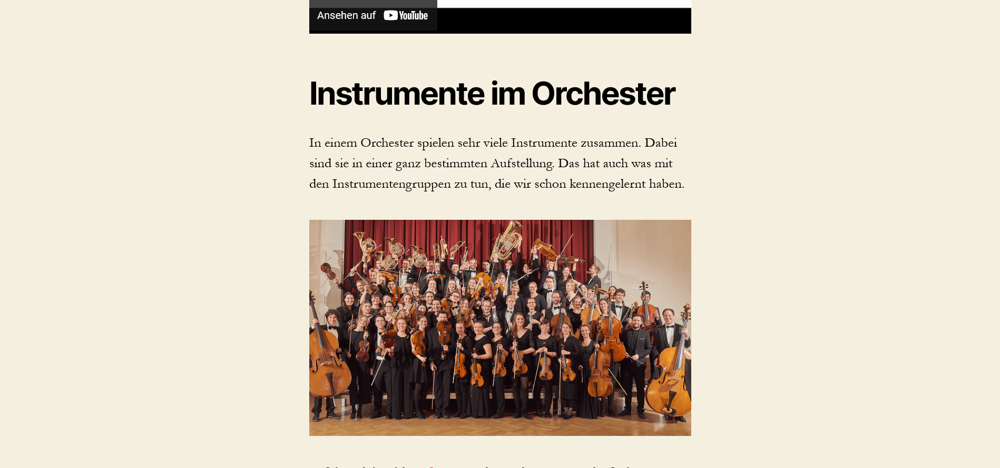 Ansehen auf YouTube
Instrumente im Orchester
In einem Orchester spielen sehr viele Instrumente zusammen. Dabei
sind sie in einer ganz bestimmten Aufstellung. Das hat auch was mit
den Instrumentengruppen zu tun, die wir schon kennengelernt haben.